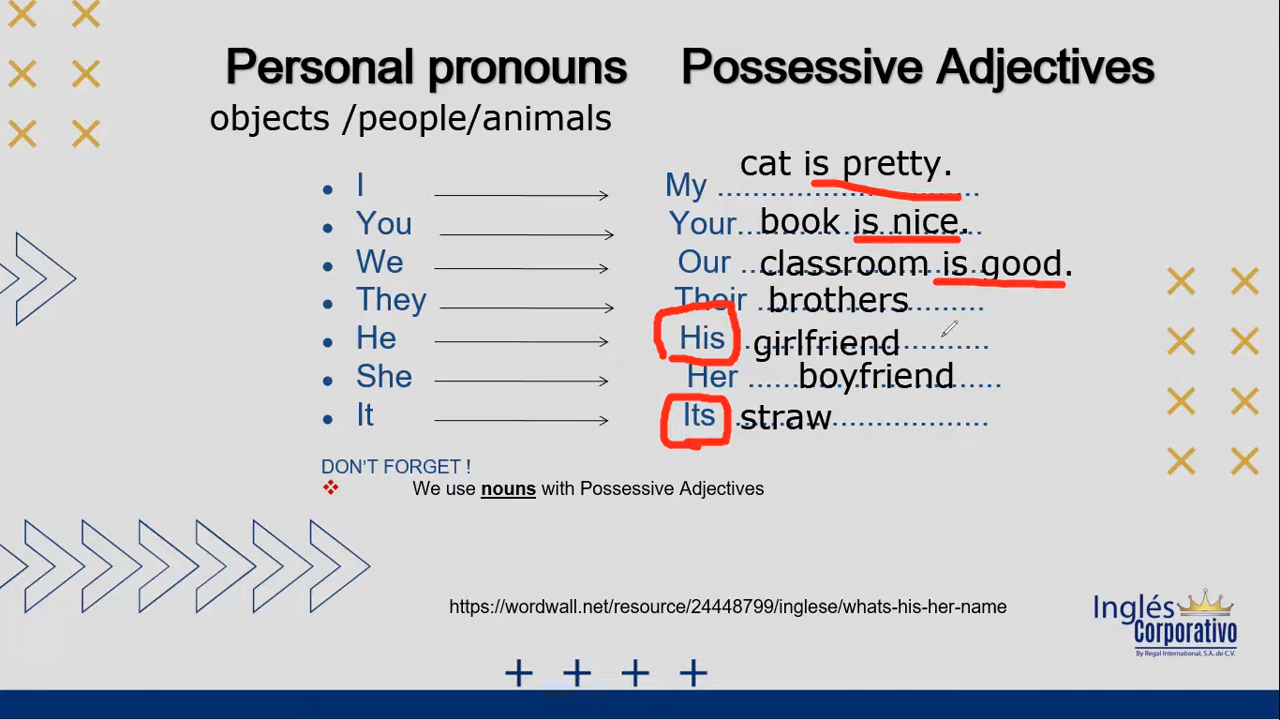 Personal pronouns Possessive Adjectives
objects /people/animals
cat is pretty.
• I My ..............................
• You Your.. book is nice.
• We Our .. classroom is good.
• They Their .. brothers
• He His .. girlfriend
• She Her ..... boyfriend
• It Its straw
DON'T FORGET !
❖ We use nouns with Possessive Adjectives
https://wordwall.net/resource/24448799/inglese/whats-his-her-name
Inglés
Corporativo
By Regal International, S.A. de C.V.